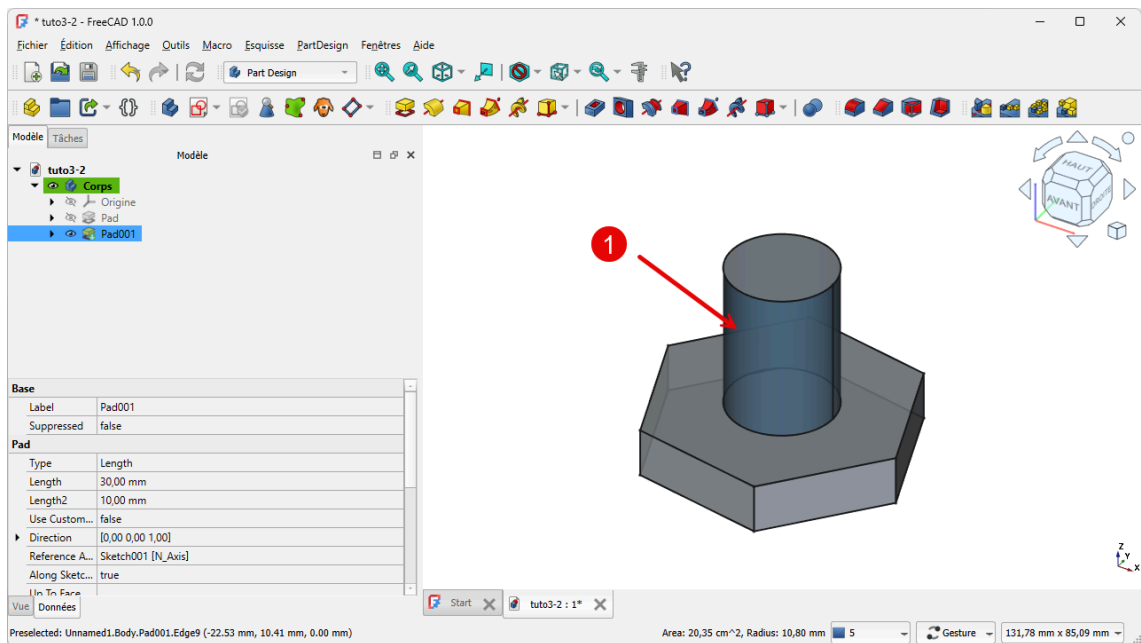 * tuto3-2 - FreeCAD 1.0.0
Fichier Édition Affichage Outils Macro Esquisse PartDesign Fenêtres Aide
Part Design
Modèle Tâches
Modèle
tuto3-2
Corps
Origine
Pad
Pad001
1
HAUT
AVANT
DROITE
Base
Label Pad001
Suppressed false
Pad
Type Length
Length 30,00 mm
Length2 10,00 mm
Use Custom... false
Direction [0,00 0,00 1,00]
Reference A... Sketch001 [N_Axis]
Along Sketc... true
Up To Face
Z
Y
X
Vue Données
Start tuto3-2 : 1*
Preselected: Unnamed1.Body.Pad001.Edge9 (-22.53 mm, 10.41 mm, 0.00 mm) Area: 20,35 cm^2, Radius: 10,80 mm 5 Gesture 131,78 mm x 85,09 mm